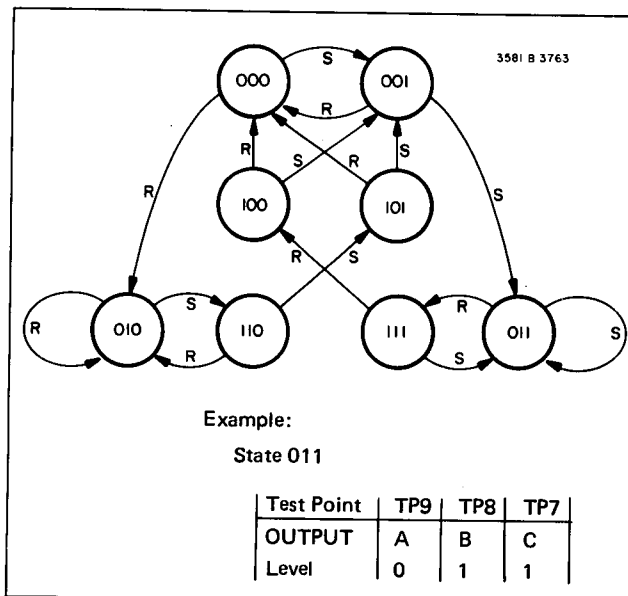 3581 B 3763
S
000 001
R
R S R S
R S
100 101
R S
R S R S
010 110 111 011
R S
Example:
State 011
Test Point TP9 TP8 TP7
OUTPUT A B C
Level 0 1 1